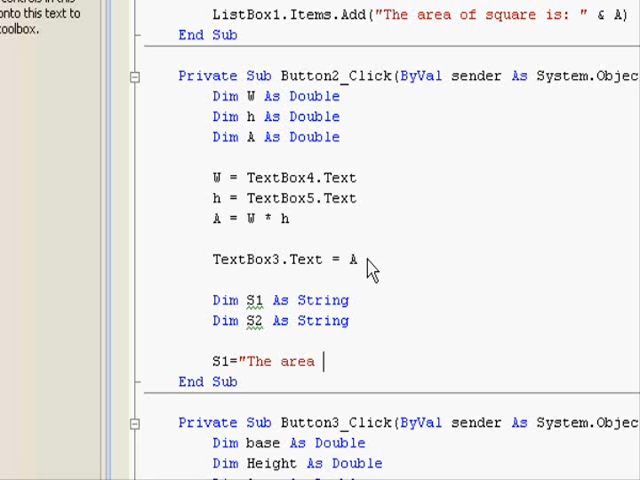 controls in this
onto this text to
toolbox.
ListBox1.Items.Add("The area of square is: " & A)
End Sub
Private Sub Button2_Click(ByVal sender As System.Objec
Dim W As Double
Dim h As Double
Dim A As Double
W = TextBox4.Text
h = TextBox5.Text
A = W * h
TextBox3.Text = A
Dim S1 As String
Dim S2 As String
S1="The area
End Sub
Private Sub Button3_Click(ByVal sender As System.Objec
Dim base As Double
Dim Height As Double